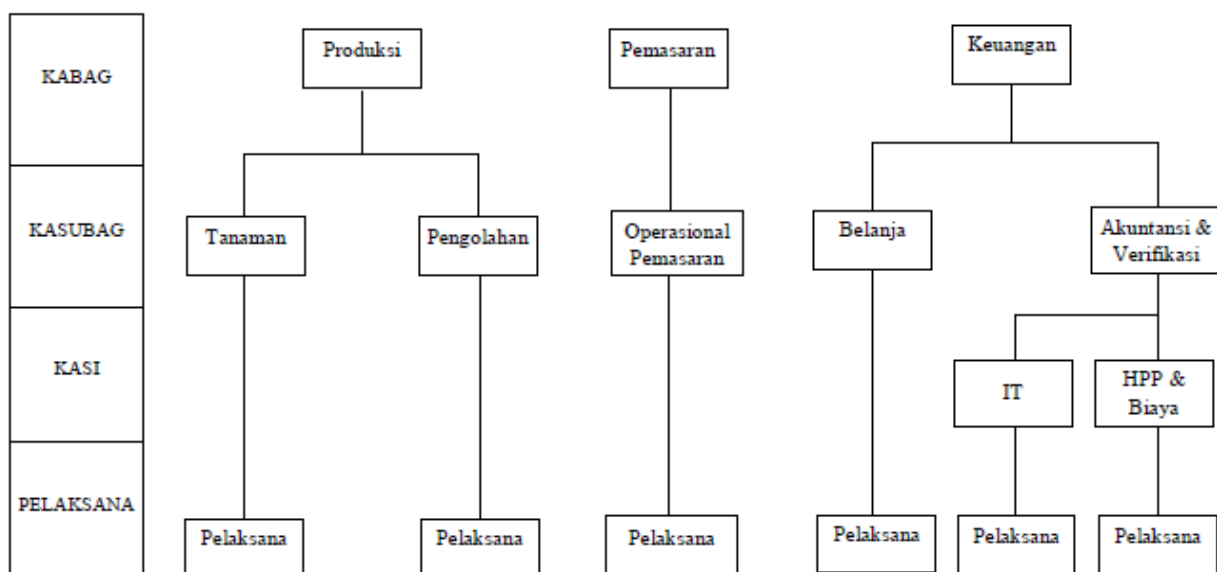 KABAG
Produksi
Pemasaran
Keuangan
KASUBAG
Tanaman
Pengolahan
Operasional
Pemasaran
Belanja
Akuntansi &
Verifikasi
KASI
IT
HPP &
Biaya
PELAKSANA
Pelaksana
Pelaksana
Pelaksana
Pelaksana
Pelaksana
Pelaksana